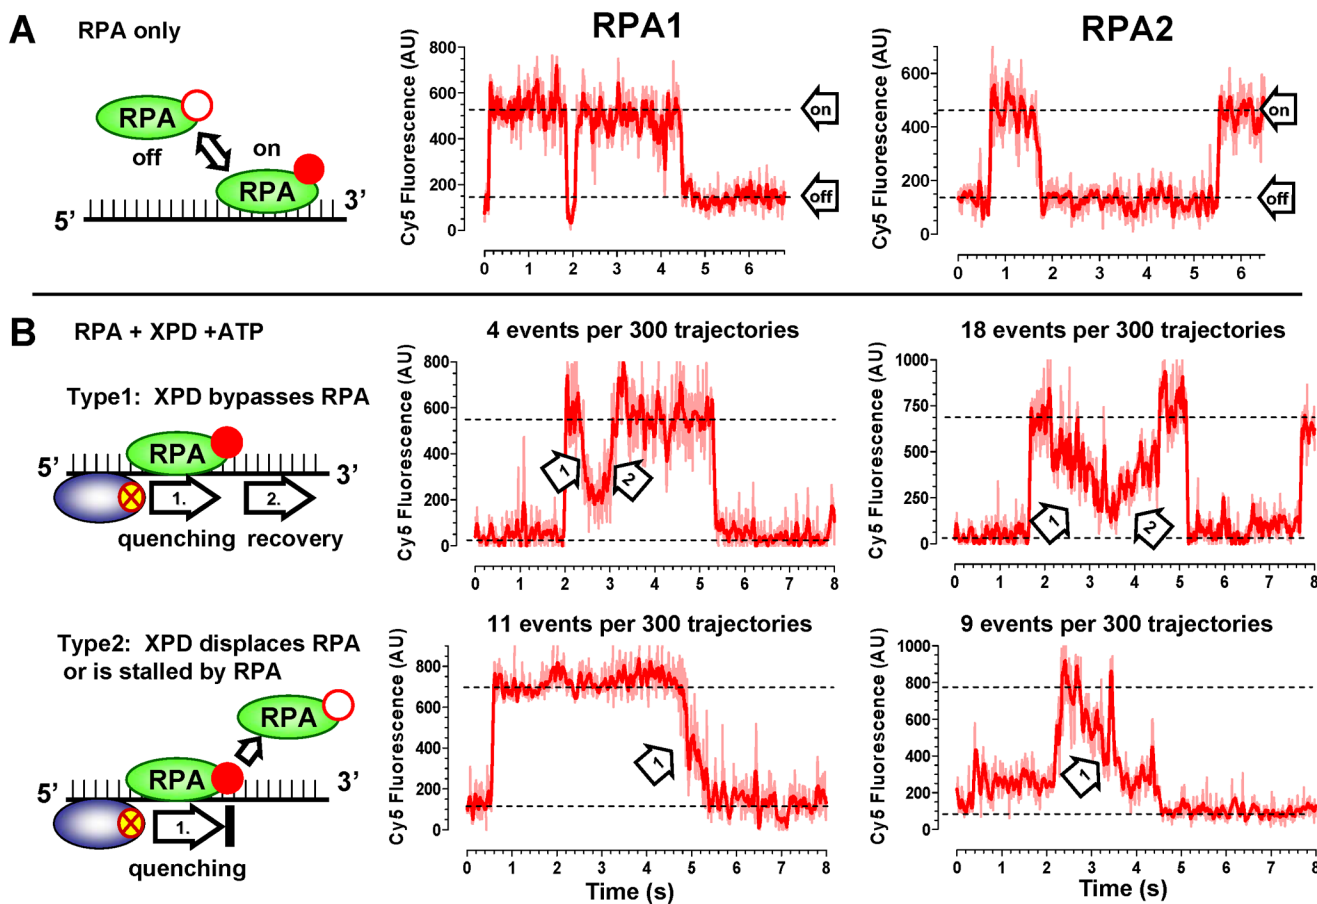 A
RPA only
RPA1
RPA2
RPA
off
on
RPA
5’
3’
Cy5 Fluorescence (AU)
800
600
400
200
0
0 1 2 3 4 5 6
on
off
Cy5 Fluorescence (AU)
600
400
200
0
0 1 2 3 4 5 6
on
off
B
RPA + XPD +ATP
Type1: XPD bypasses RPA
RPA
5’
3’
1.
2.
quenching recovery
4 events per 300 trajectories
Cy5 Fluorescence (AU)
800
600
400
200
0
0 1 2 3 4 5 6 7 8
1
2
18 events per 300 trajectories
Cy5 Fluorescence (AU)
1000
750
500
250
0
0 1 2 3 4 5 6 7 8
1
2
Type2: XPD displaces RPA
or is stalled by RPA
RPA
RPA
5’
3’
1.
quenching
11 events per 300 trajectories
Cy5 Fluorescence (AU)
800
600
400
200
0
0 1 2 3 4 5 6 7 8
1
Time (s)
9 events per 300 trajectories
Cy5 Fluorescence (AU)
1000
800
600
400
200
0
0 1 2 3 4 5 6 7 8
1
Time (s)